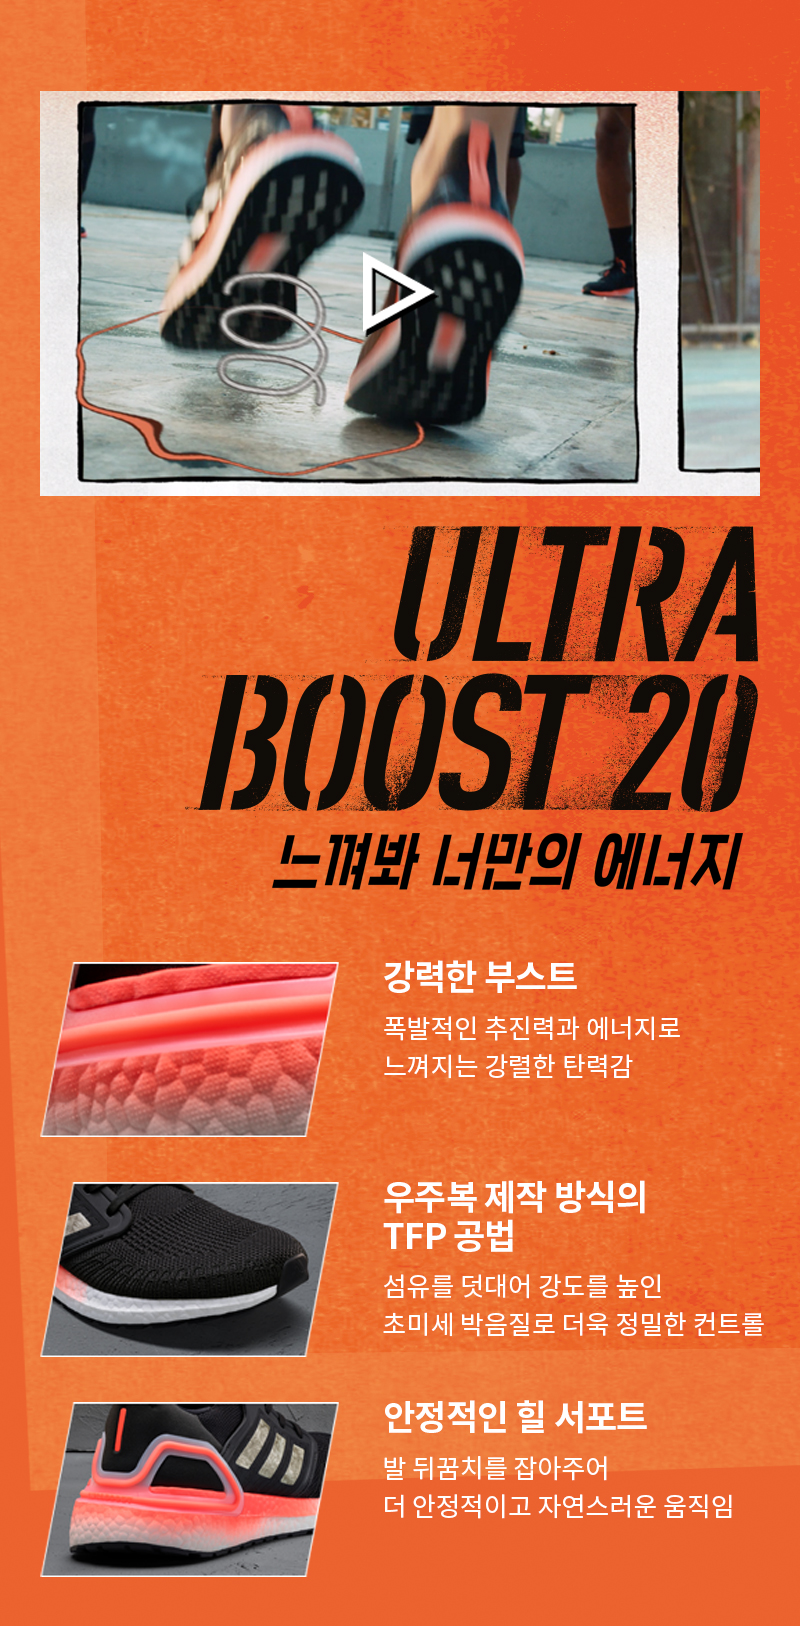 ULTRA
BOOST 20
느껴봐 너만의 에너지
강력한 부스트
폭발적인 추진력과 에너지로
느껴지는 강렬한 탄력감
우주복 제작 방식의
TFP 공법
섬유를 덧대어 강도를 높인
초미세 박음질로 더욱 정밀한 컨트롤
안정적인 힐 서포트
발 뒤꿈치를 잡아주어
더 안정적이고 자연스러운 움직임